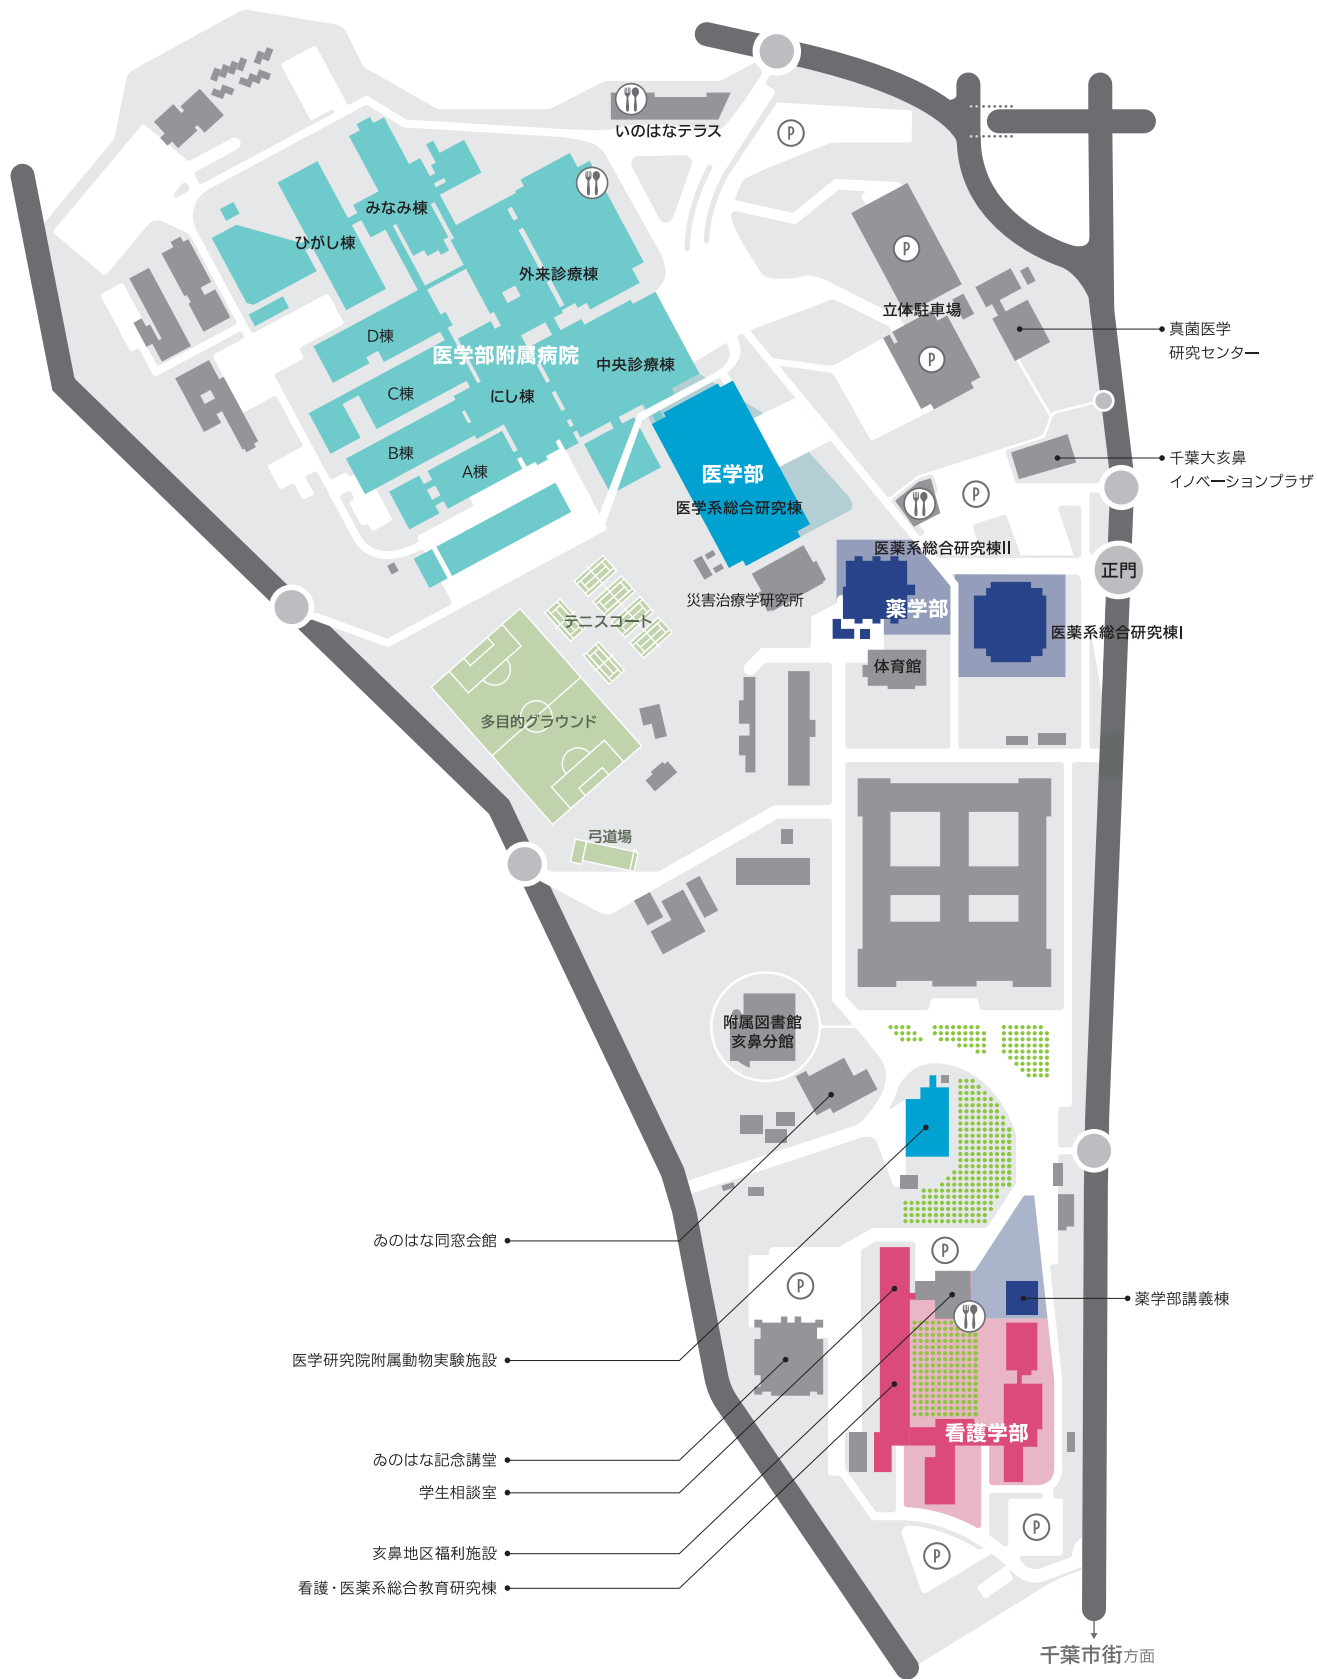 いのはなテラス
P
みなみ棟
ひがし棟
P
外来診療棟
立体駐車場
真菌医学
研究センター
D棟
医学部附属病院
中央診療棟
P
C棟
にし棟
B棟
A棟
医学部
医学系総合研究棟
千葉大亥鼻
イノベーションプラザ
P
医薬系総合研究棟II
正門
災害治療学研究所
薬学部
テニスコート
医薬系総合研究棟I
体育館
多目的グラウンド
弓道場
附属図書館
亥鼻分館
ゐのはな同窓会館
P
P
薬学部講義棟
医学研究院附属動物実験施設
看護学部
ゐのはな記念講堂
学生相談室
P
亥鼻地区福利施設
P
看護・医薬系総合教育研究棟
千葉市街方面